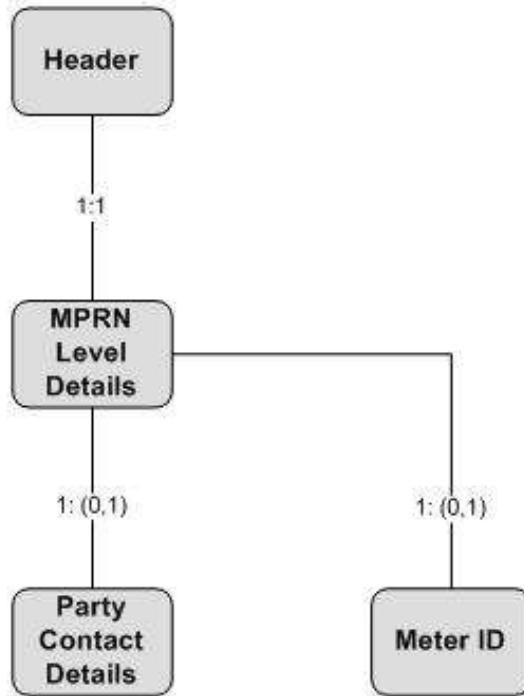 Header
1:1
MPRN
Level
Details
1: (0,1)
1: (0,1)
Party
Contact
Details
Meter ID